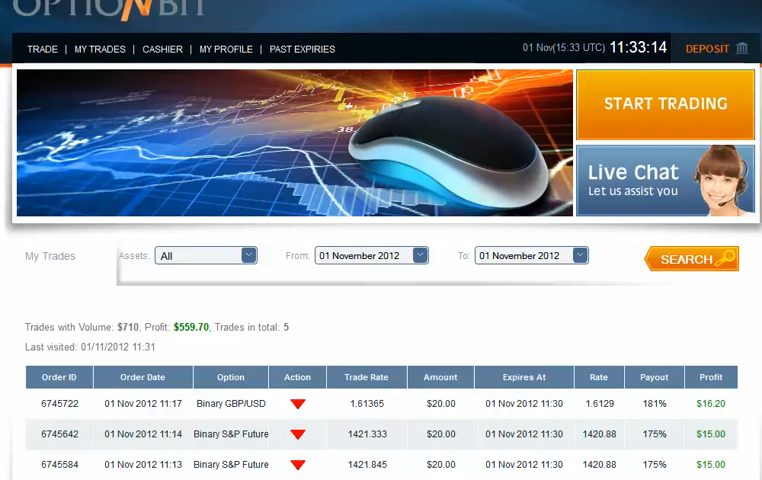 OPTIONBIT
TRADE | MY TRADES | CASHIER | MY PROFILE | PAST EXPIRIES
01 Nov(15:33 UTC) 11:33:14 DEPOSIT
38.
START TRADING
Live Chat
Let us assist you
My Trades Assets: All From: 01 November 2012 To: 01 November 2012 SEARCH
Trades with Volume: $710, Profit: $559.70, Trades in total: 5
Last visited: 01/11/2012 11:31
Order ID Order Date Option Action Trade Rate Amount Expires At Rate Payout Profit
6745722 01 Nov 2012 11:17 Binary GBP/USD 1.61365 $20.00 01 Nov 2012 11:30 1.6129 181% $16.20
6745642 01 Nov 2012 11:14 Binary S&P Future 1421.333 $20.00 01 Nov 2012 11:30 1420.88 175% $15.00
6745584 01 Nov 2012 11:13 Binary S&P Future 1421.845 $20.00 01 Nov 2012 11:30 1420.88 175% $15.00